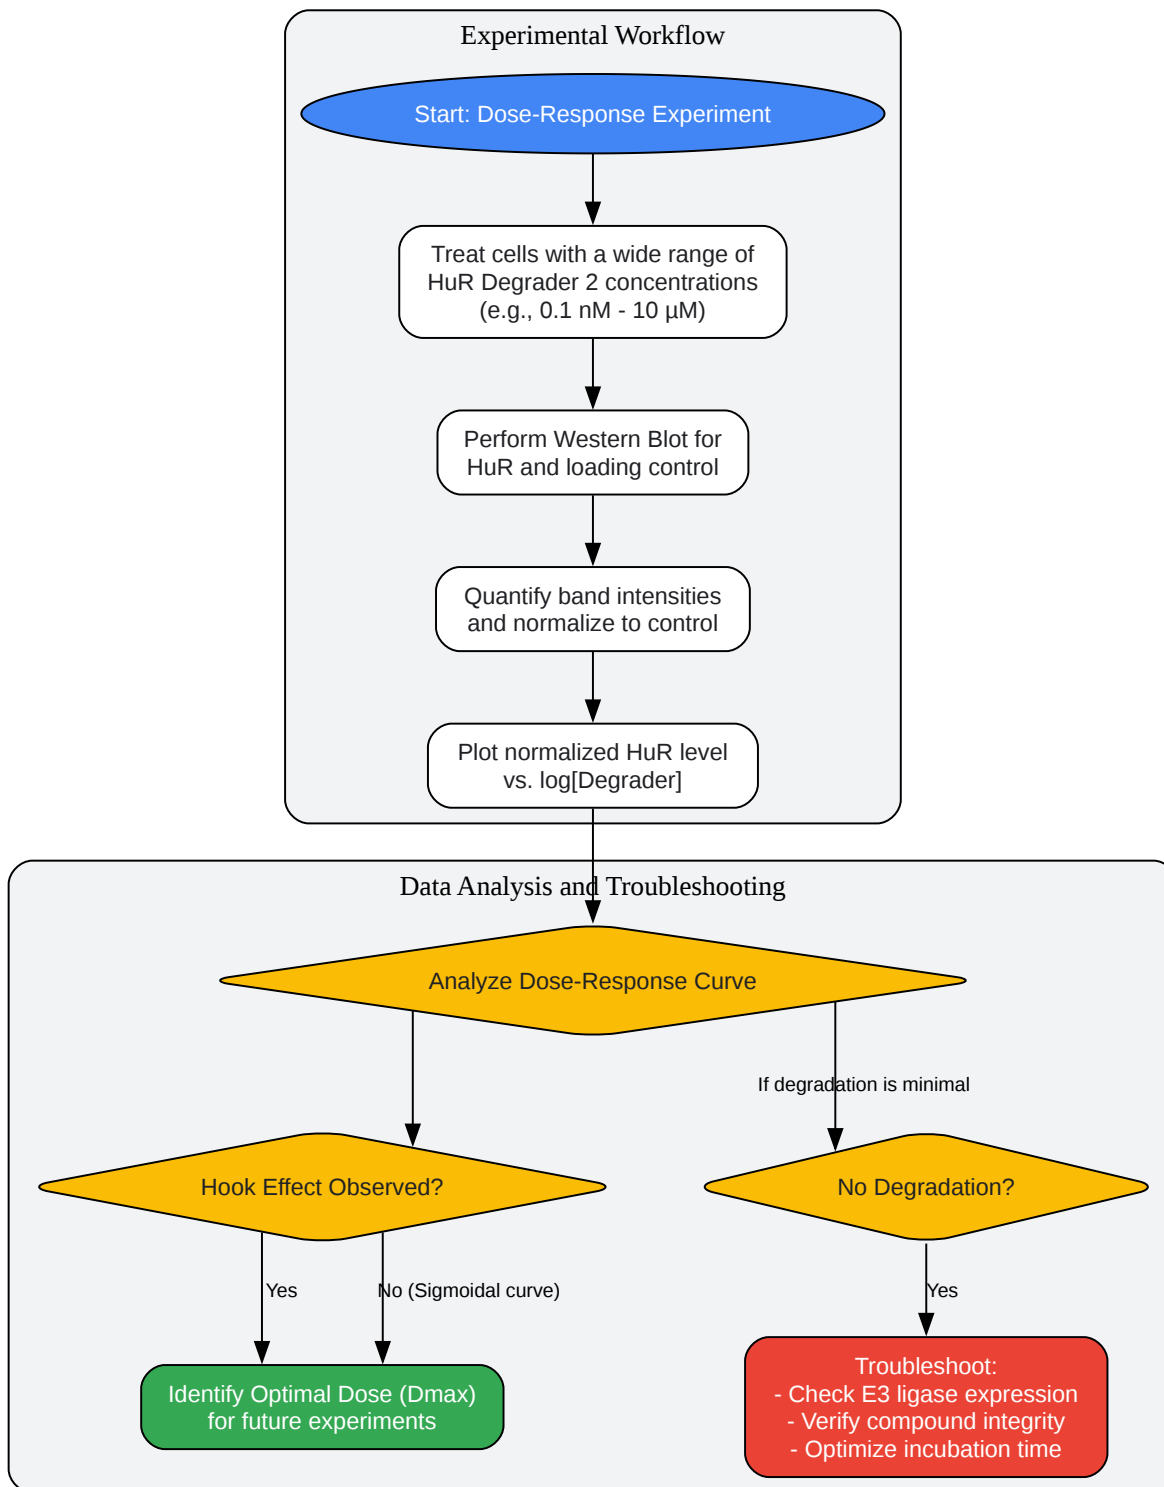 Experimental Workflow
Start: Dose-Response Experiment
Treat cells with a wide range of
HuR Degrader 2 concentrations
(e.g., 0.1 nM - 10 µM)
Perform Western Blot for
HuR and loading control
Quantify band intensities
and normalize to control
Plot normalized HuR level
vs. log[Degrader]
Data Analysis and Troubleshooting
Analyze Dose-Response Curve
If degradation is minimal
Hook Effect Observed?
No Degradation?
Yes
No (Sigmoidal curve)
Yes
Identify Optimal Dose (Dmax)
for future experiments
Troubleshoot:
- Check E3 ligase expression
- Verify compound integrity
- Optimize incubation time